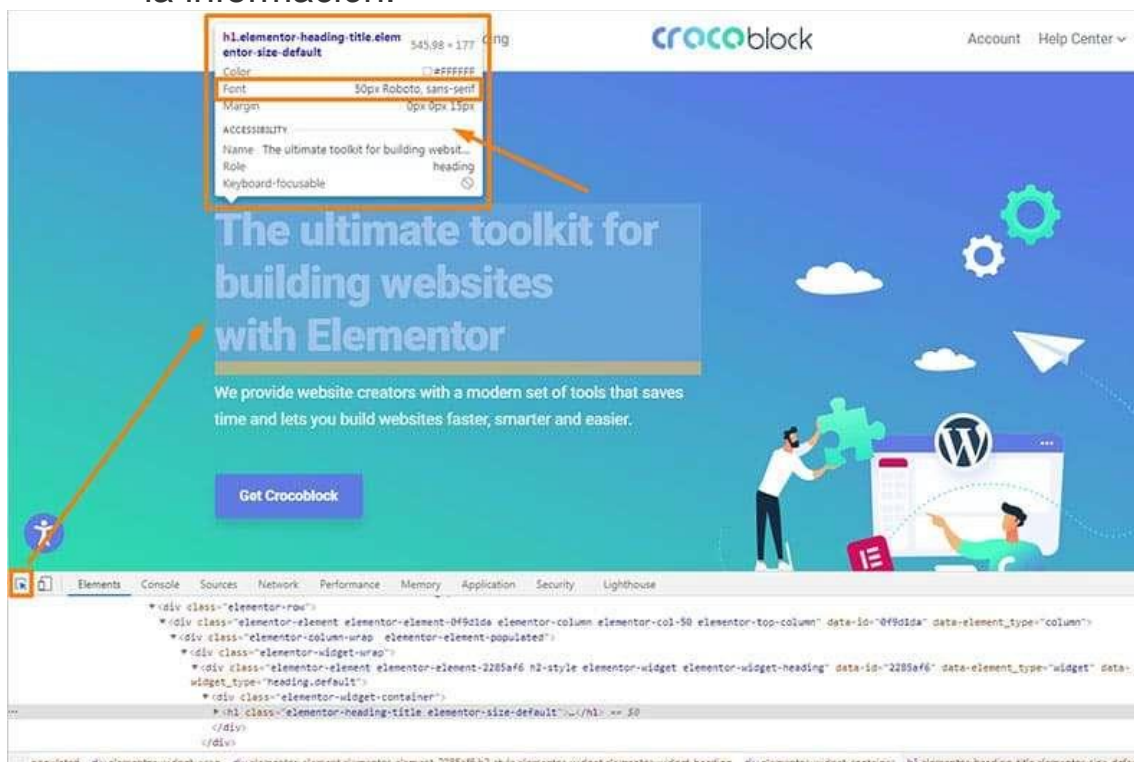 la información.
h1.elementor-heading-title.elem
entor-size-default
545,98 × 177
ng
crocoblock
Account Help Center
Color #FFFFFF
Font 50px Roboto, sans-serif
Margin 0px 0px 15px
ACCESSIBILITY
Name The ultimate toolkit for building websit...
Role heading
Keyboard-focusable
The ultimate toolkit for
building websites
with Elementor
We provide website creators with a modern set of tools that saves
time and lets you build websites faster, smarter and easier.
Get Crocoblock
Elements Console Sources Network Performance Memory Application Security Lighthouse
▼<div class="elementor-row">
▼<div class="elementor-element elementor-element-0f9d1da elementor-column elementor-col-50 elementor-top-column" data-id="0f9d1da" data-element_type="column">
▼<div class="elementor-column-wrap elementor-element-populated">
▼<div class="elementor-widget-wrap">
▼<div class="elementor-element elementor-element-2285af6 h2-style elementor-widget elementor-widget-heading" data-id="2285af6" data-element_type="widget" data-
widget_type="heading.default">
▼<div class="elementor-widget-container">
... ▶<h1 class="elementor-heading-title elementor-size-default">…</h1> == $0
</div>
</div>